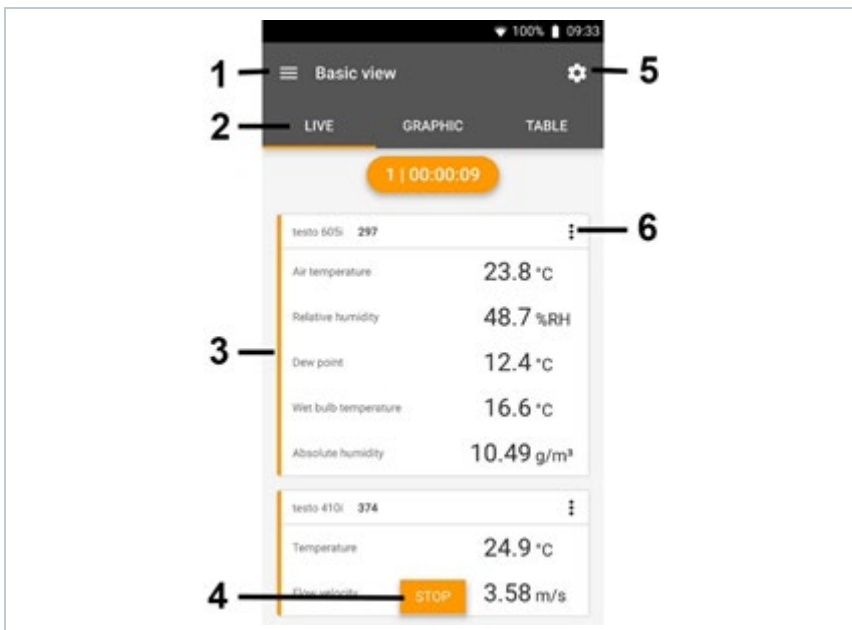 100% 09:33
1 Basic view 5
2 LIVE GRAPHIC TABLE
1 | 00:00:09
testo 605i 297 6
Air temperature 23.8 °C
Relative humidity 48.7 %RH
3
Dew point 12.4 °C
Wet bulb temperature 16.6 °C
Absolute humidity 10.49 g/m³
testo 410i 374
Temperature 24.9 °C
4 Flow velocity STOP 3.58 m/s